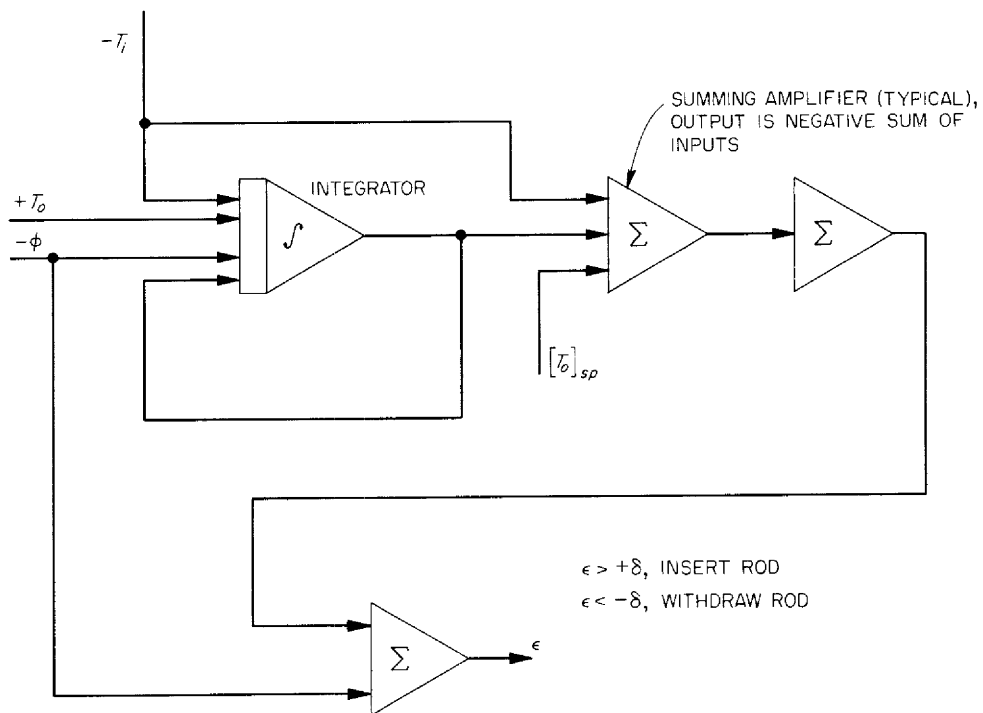 −Tᵢ
SUMMING AMPLIFIER (TYPICAL),
OUTPUT IS NEGATIVE SUM OF
INPUTS
INTEGRATOR
+Tₒ
−ϕ
∫
Σ
Σ
[Tₒ]sp
ϵ > +δ, INSERT ROD
ϵ < −δ, WITHDRAW ROD
Σ
ϵ